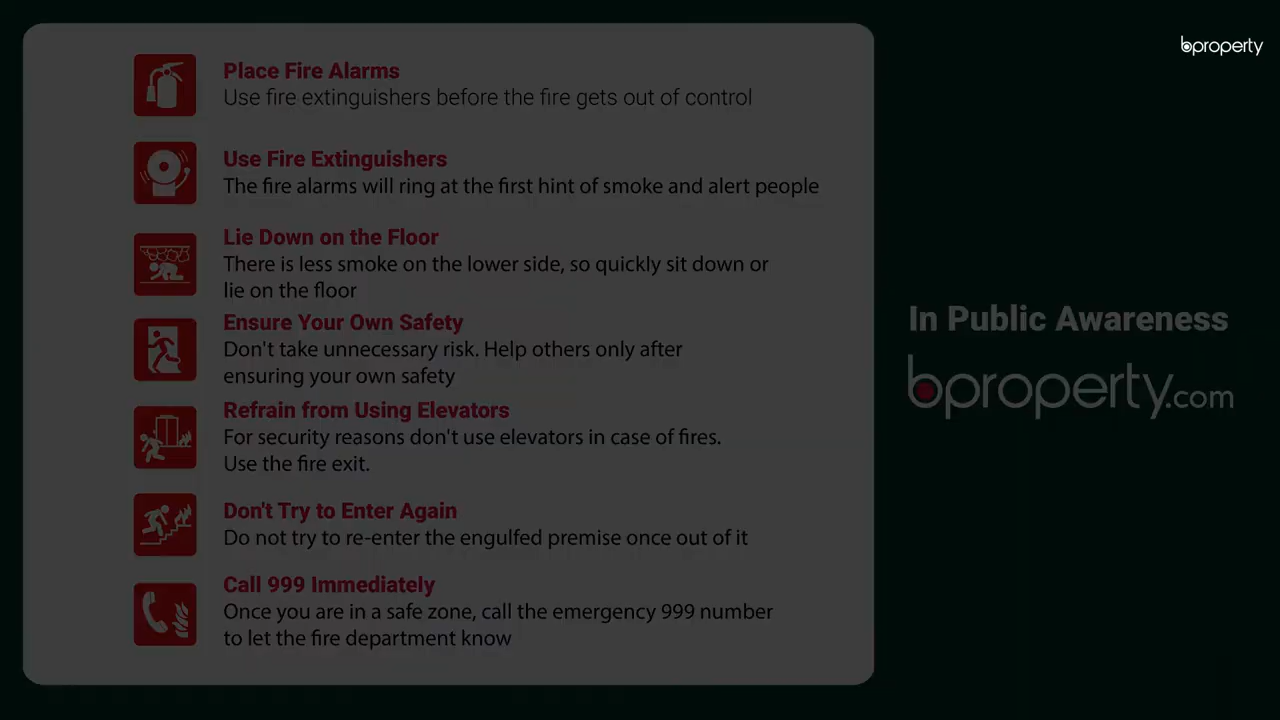 bproperty
Place Fire Alarms
Use fire extinguishers before the fire gets out of control
Use Fire Extinguishers
The fire alarms will ring at the first hint of smoke and alert people
Lie Down on the Floor
There is less smoke on the lower side, so quickly sit down or
lie on the floor
Ensure Your Own Safety
Don't take unnecessary risk. Help others only after
ensuring your own safety
Refrain from Using Elevators
For security reasons don't use elevators in case of fires.
Use the fire exit.
Don't Try to Enter Again
Do not try to re-enter the engulfed premise once out of it
Call 999 Immediately
Once you are in a safe zone, call the emergency 999 number
to let the fire department know
In Public Awareness
bproperty.com